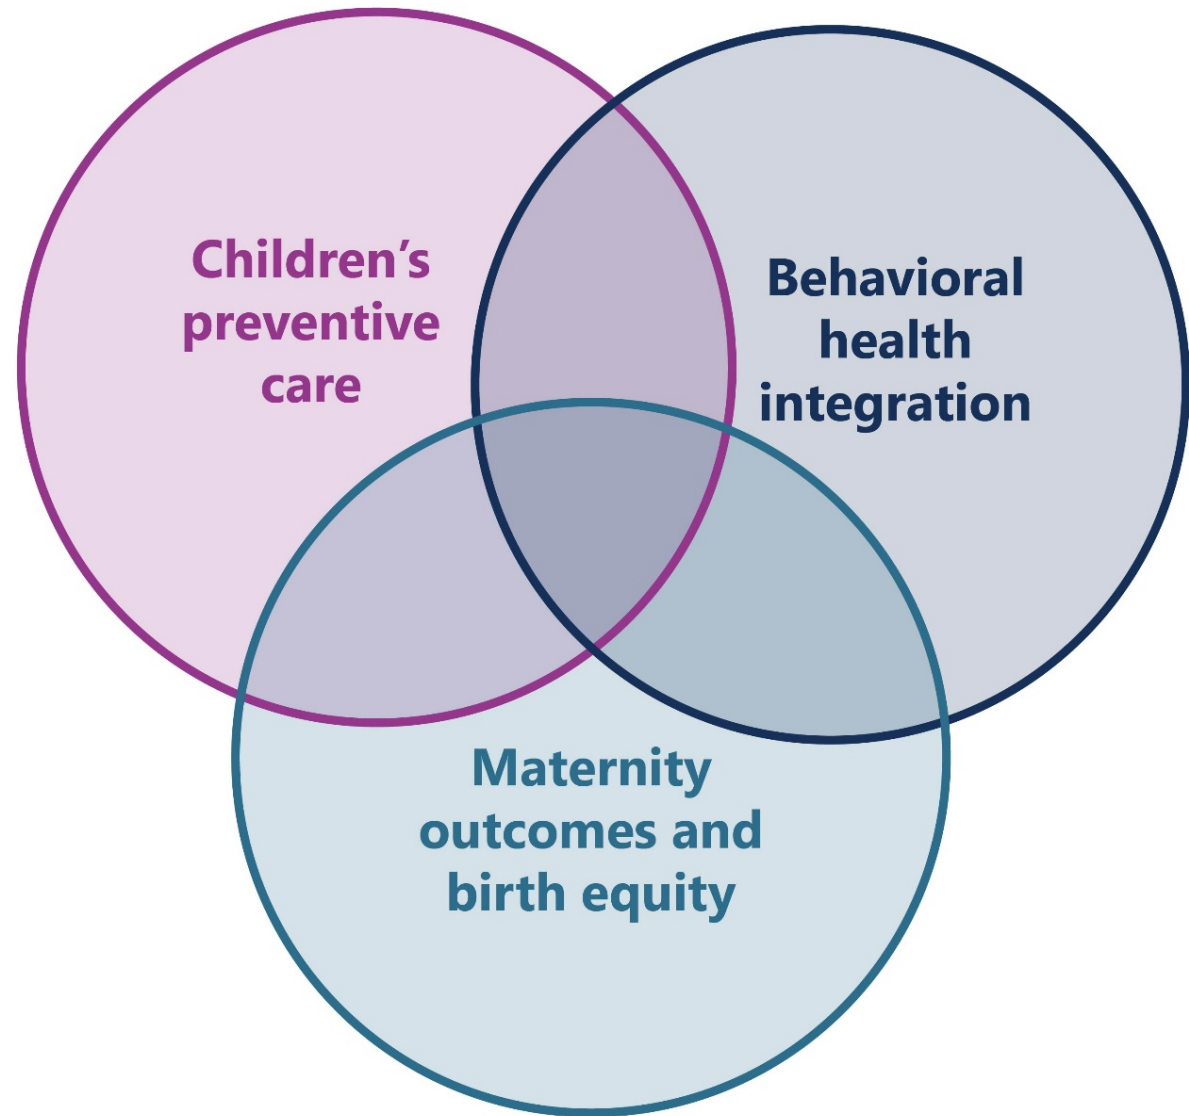 Children’s
preventive
care
Behavioral
health
integration
Maternity
outcomes and
birth equity